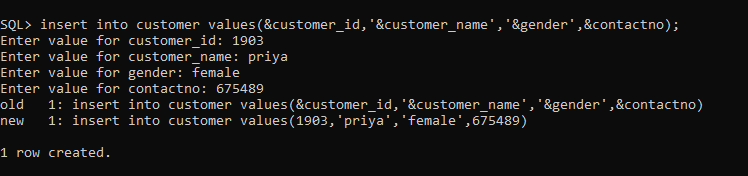 SQL> insert into customer values(&customer_id,'&customer_name','&gender',&contactno);
Enter value for customer_id: 1903
Enter value for customer_name: priya
Enter value for gender: female
Enter value for contactno: 675489
old   1: insert into customer values(&customer_id,'&customer_name','&gender',&contactno)
new   1: insert into customer values(1903,'priya','female',675489)
1 row created.